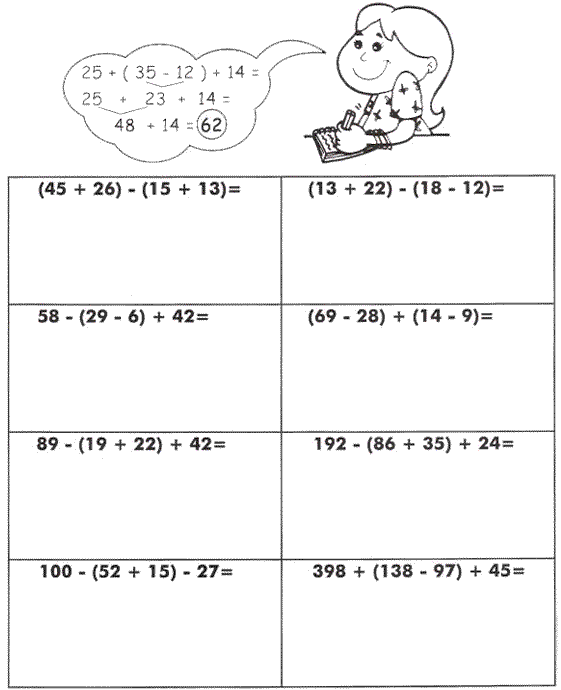 25 + ( 35 - 12 ) + 14 =
25 + 23 + 14 =
48 + 14 = 62
(45 + 26) - (15 + 13)=
(13 + 22) - (18 - 12)=
58 - (29 - 6) + 42=
(69 - 28) + (14 - 9)=
89 - (19 + 22) + 42=
192 - (86 + 35) + 24=
100 - (52 + 15) - 27=
398 + (138 - 97) + 45=